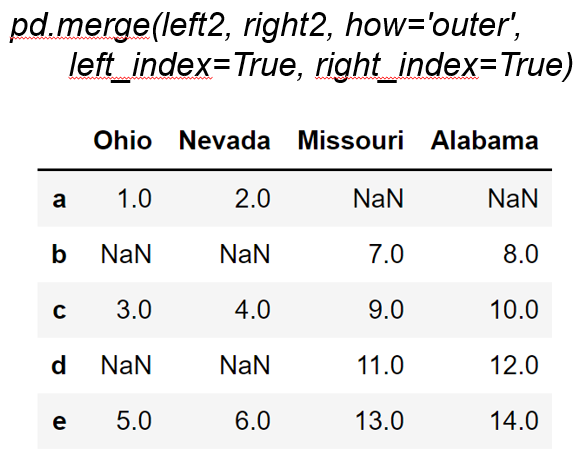 pd.merge(left2, right2, how='outer',
left_index=True, right_index=True)
Ohio Nevada Missouri Alabama
a 1.0 2.0 NaN NaN
b NaN NaN 7.0 8.0
c 3.0 4.0 9.0 10.0
d NaN NaN 11.0 12.0
e 5.0 6.0 13.0 14.0